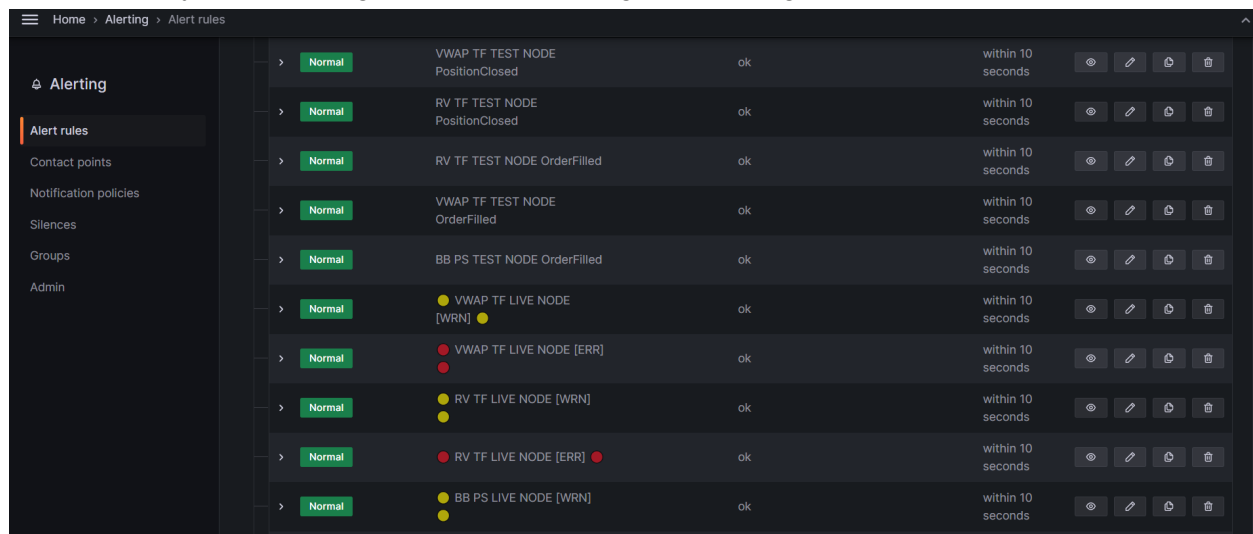 Home › Alerting › Alert rules
Alerting
Alert rules
Contact points
Notification policies
Silences
Groups
Admin
Normal
VWAP TF TEST NODE
PositionClosed
ok
within 10
seconds
Normal
RV TF TEST NODE
PositionClosed
ok
within 10
seconds
Normal
RV TF TEST NODE OrderFilled
ok
within 10
seconds
Normal
VWAP TF TEST NODE
OrderFilled
ok
within 10
seconds
Normal
BB PS TEST NODE OrderFilled
ok
within 10
seconds
Normal
VWAP TF LIVE NODE
[WRN]
ok
within 10
seconds
Normal
VWAP TF LIVE NODE [ERR]
ok
within 10
seconds
Normal
RV TF LIVE NODE [WRN]
ok
within 10
seconds
Normal
RV TF LIVE NODE [ERR]
ok
within 10
seconds
Normal
BB PS LIVE NODE [WRN]
ok
within 10
seconds